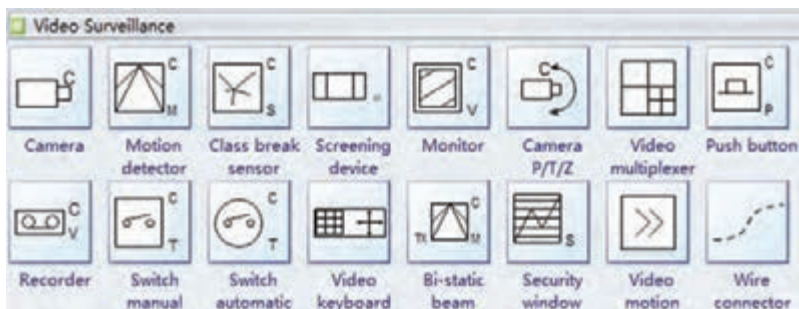 Video Surveillance
C
C
M
C
S
C
V
C
C
P
Camera
Motion
detector
Class break
sensor
Screening
device
Monitor
Camera
P/T/Z
Video
multiplexer
Push button
C
V
C
T
C
T
TX
C
M
S
Recorder
Switch
manual
Switch
automatic
Video
keyboard
Bi-static
beam
Security
window
Video
motion
Wire
connector